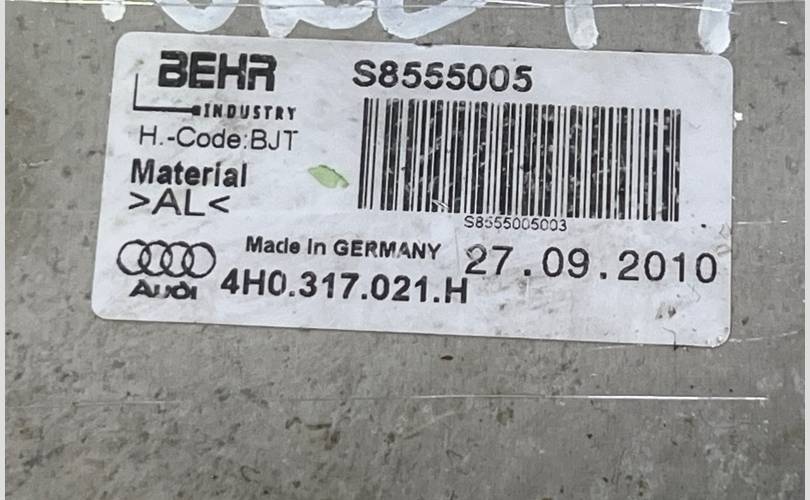 BEHR
INDUSTRY
S8555005
H.-Code:BJT
Material
>AL<
S8555005003
Made In GERMANY
27.09.2010
Audi
4H0.317.021.H